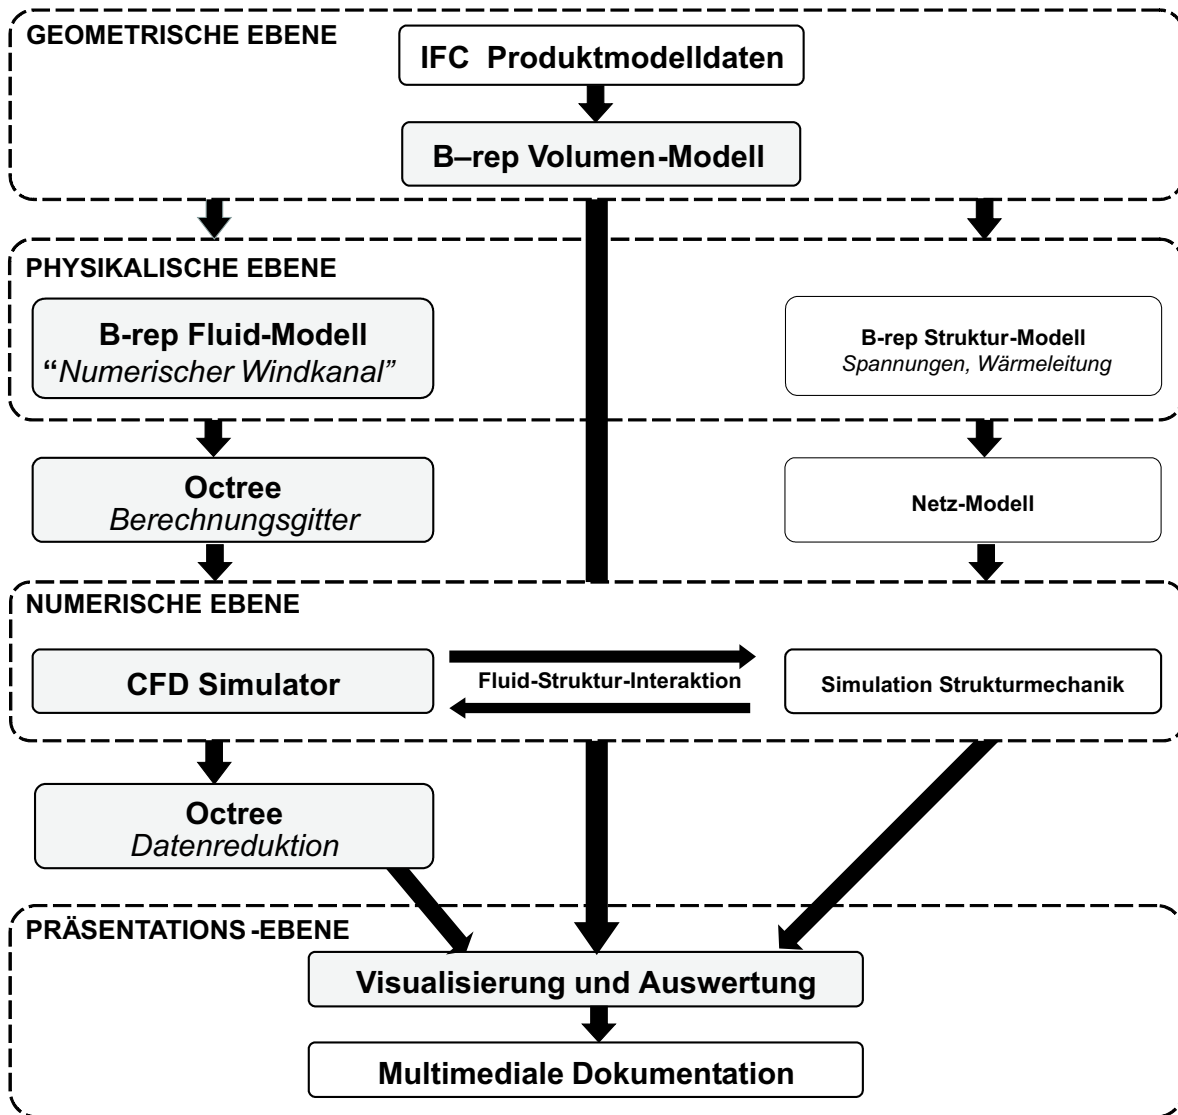 GEOMETRISCHE EBENE
IFC Produktmodelldaten
B–rep Volumen-Modell
PHYSIKALISCHE EBENE
B-rep Fluid-Modell
“Numerischer Windkanal”
B-rep Struktur-Modell
Spannungen, Wärmeleitung
Octree
Berechnungsgitter
Netz-Modell
NUMERISCHE EBENE
CFD Simulator
Fluid-Struktur-Interaktion
Simulation Strukturmechanik
Octree
Datenreduktion
PRÄSENTATIONS-EBENE
Visualisierung und Auswertung
Multimediale Dokumentation